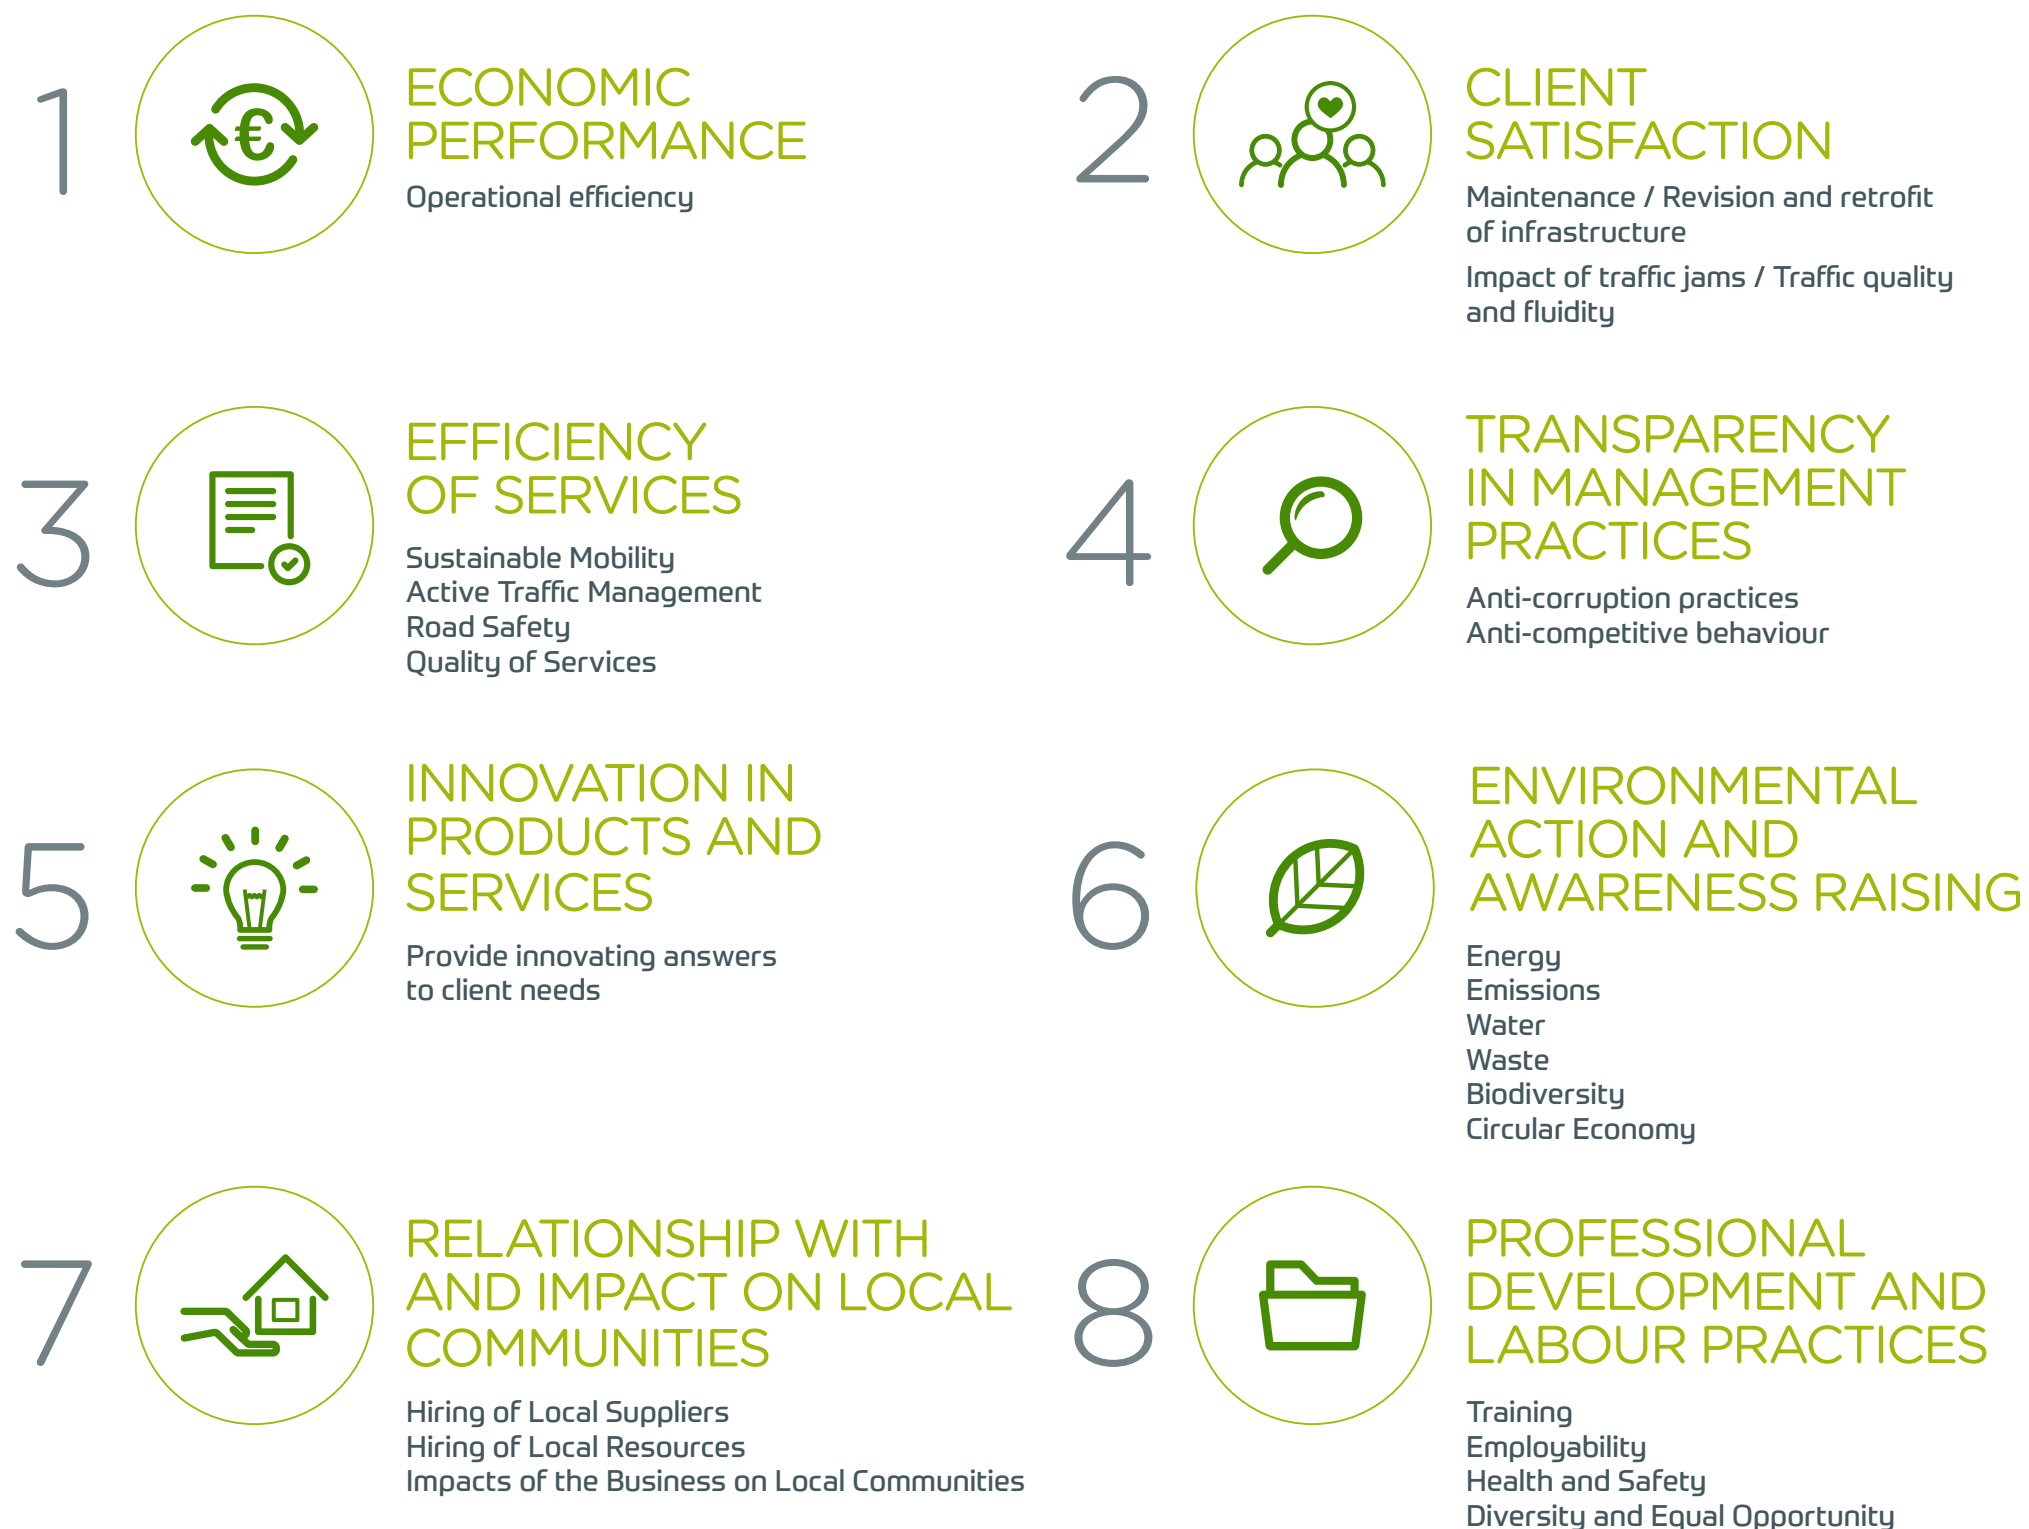 1
ECONOMIC
PERFORMANCE
Operational efficiency
2
CLIENT
SATISFACTION
Maintenance / Revision and retrofit
of infrastructure
Impact of traffic jams / Traffic quality
and fluidity
3
EFFICIENCY
OF SERVICES
Sustainable Mobility
Active Traffic Management
Road Safety
Quality of Services
4
TRANSPARENCY
IN MANAGEMENT
PRACTICES
Anti-corruption practices
Anti-competitive behaviour
5
INNOVATION IN
PRODUCTS AND
SERVICES
Provide innovating answers
to client needs
6
ENVIRONMENTAL
ACTION AND
AWARENESS RAISING
Energy
Emissions
Water
Waste
Biodiversity
Circular Economy
7
RELATIONSHIP WITH
AND IMPACT ON LOCAL
COMMUNITIES
Hiring of Local Suppliers
Hiring of Local Resources
Impacts of the Business on Local Communities
8
PROFESSIONAL
DEVELOPMENT AND
LABOUR PRACTICES
Training
Employability
Health and Safety
Diversity and Equal Opportunity